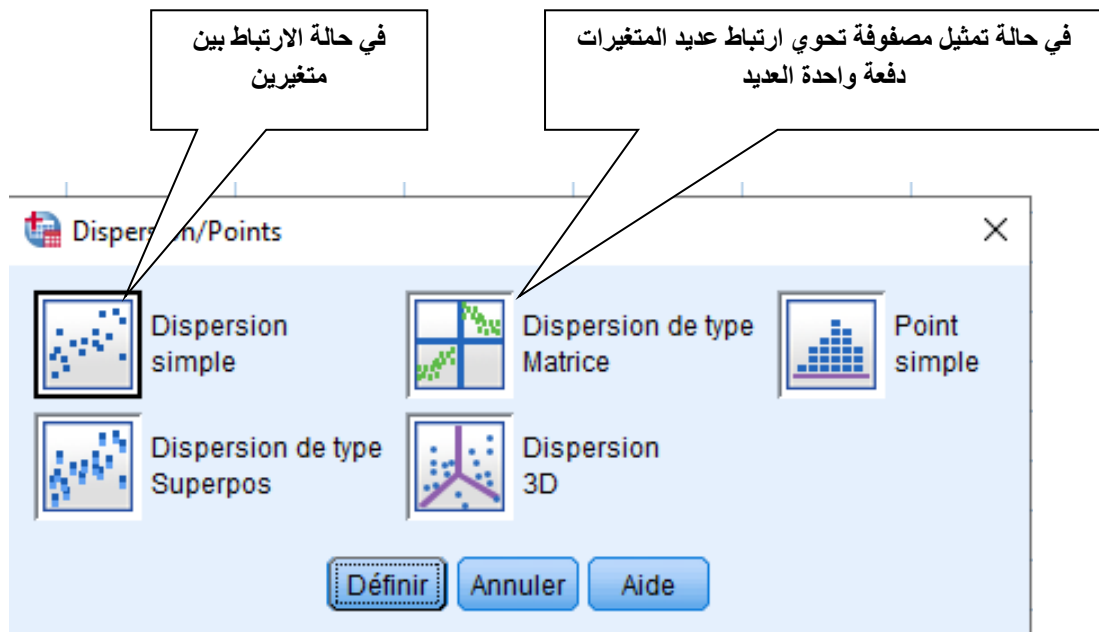 في حالة الارتباط بين
متغيرين
في حالة تمثيل مصفوفة تحوي ارتباط عديد المتغيرات
دفعة واحدة العديد
Dispersion/Points
Dispersion
simple
Dispersion de type
Matrice
Point
simple
Dispersion de type
Superpos
Dispersion
3D
Définir
Annuler
Aide